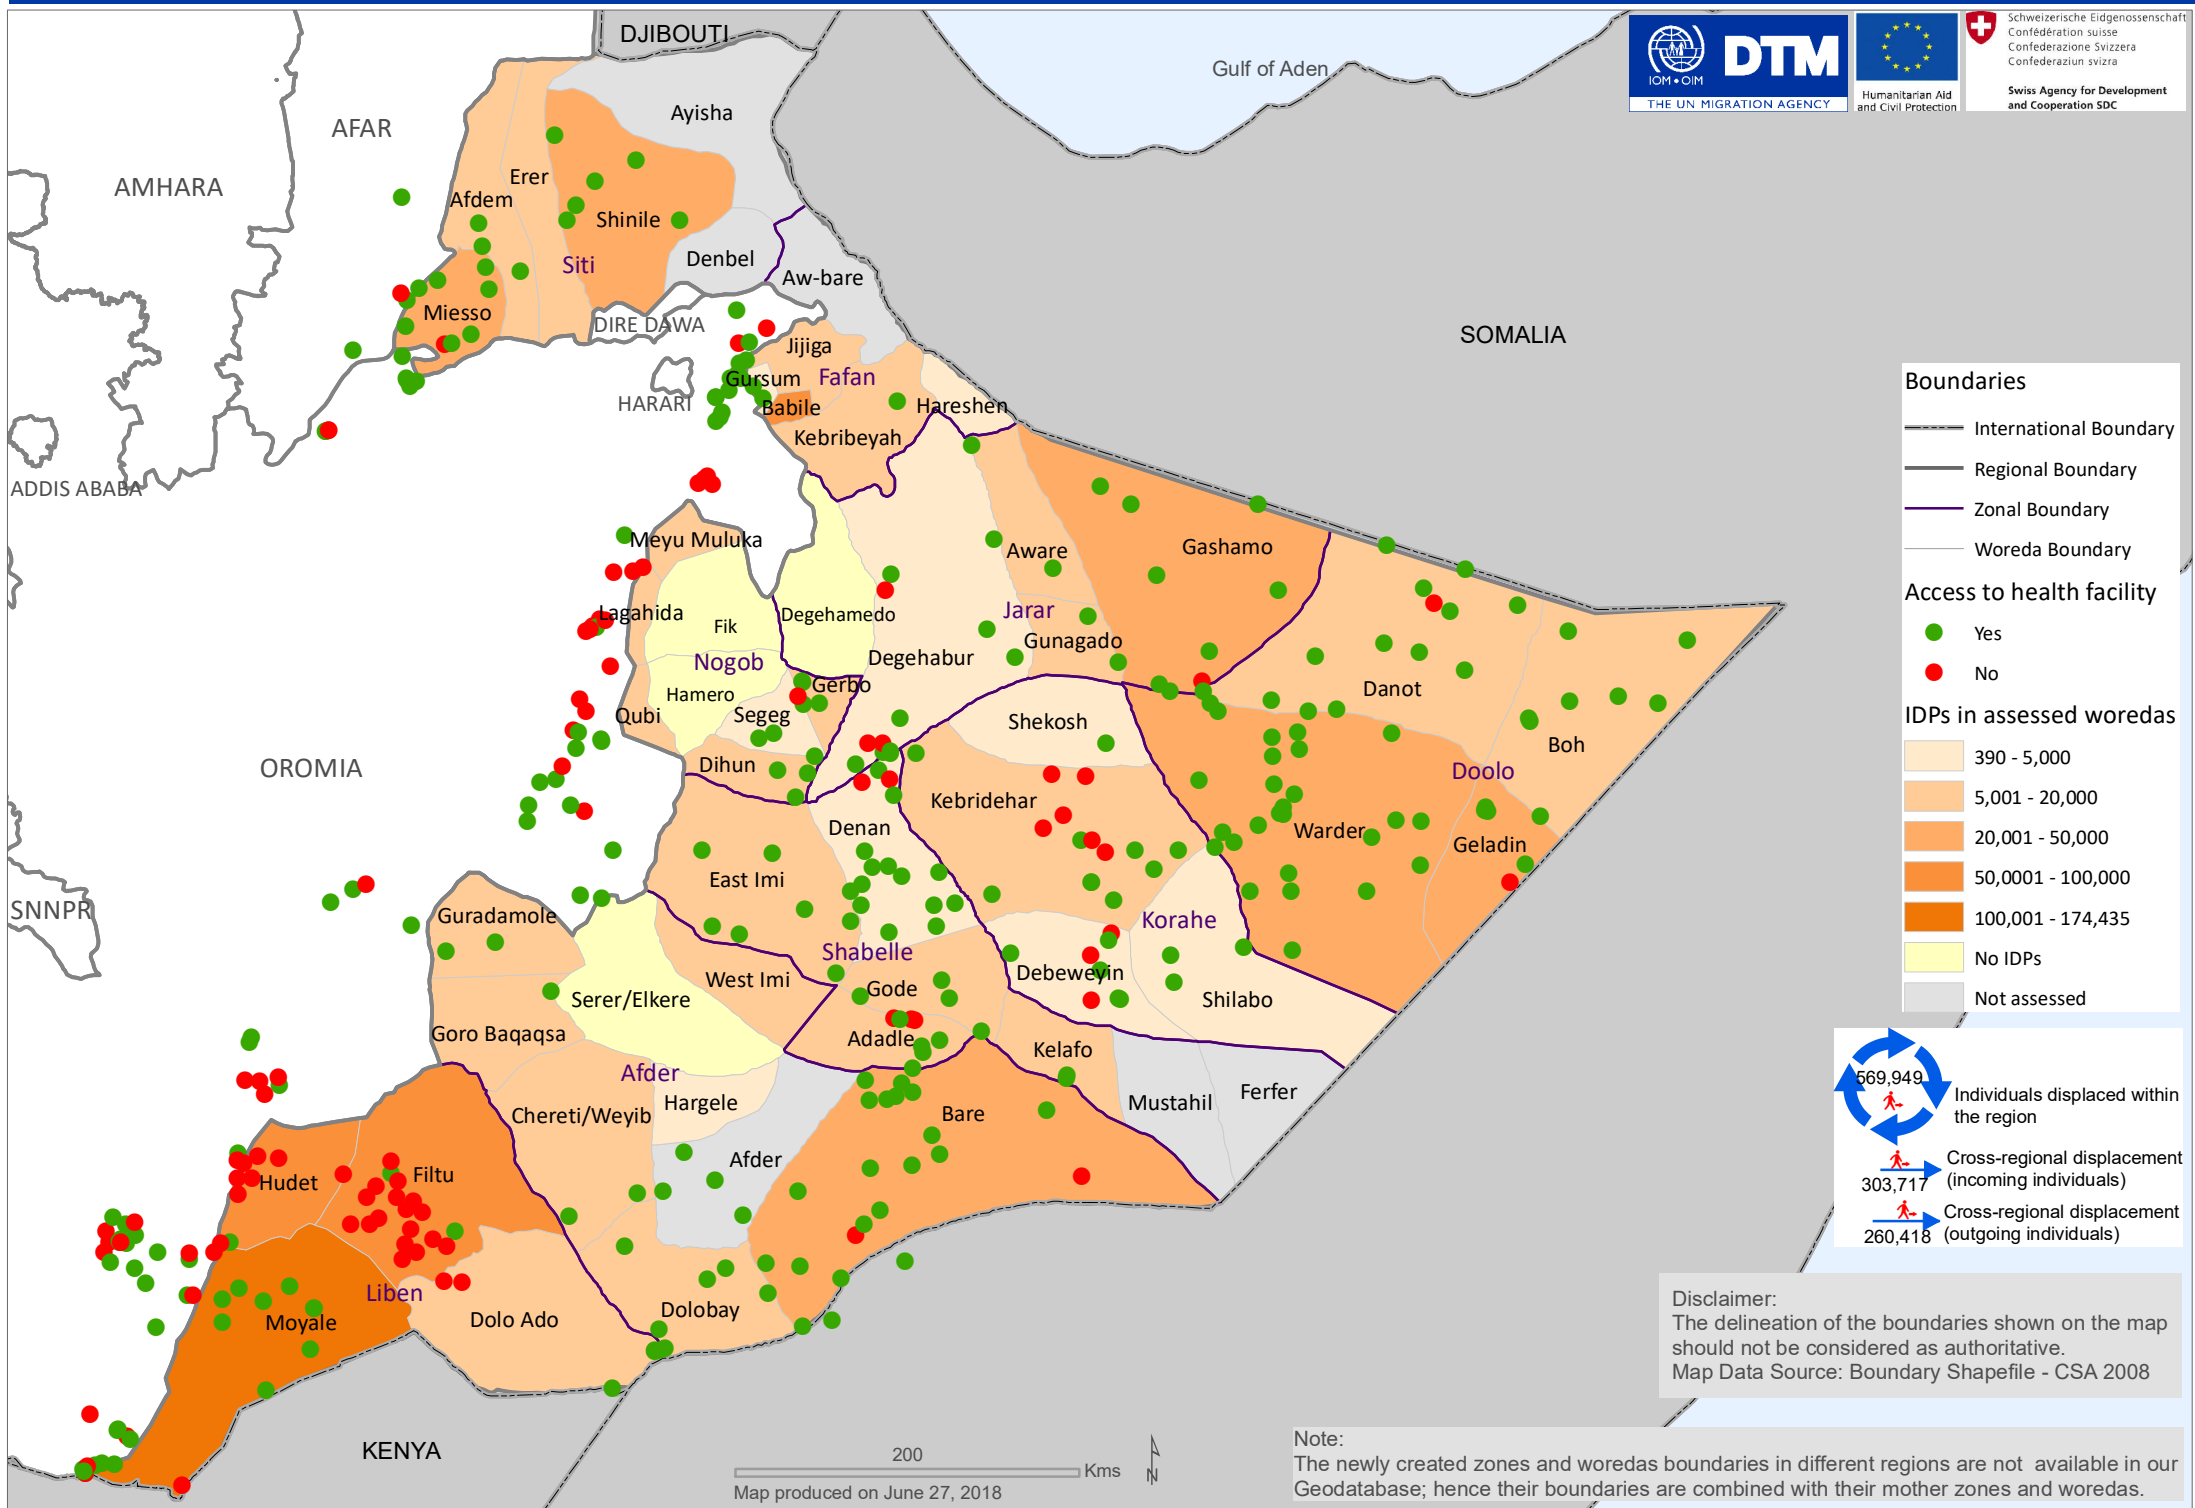 DJIBOUTI
Gulf of Aden
IOM • OIM
DTM
THE UN MIGRATION AGENCY
Humanitarian Aid
and Civil Protection
Schweizerische Eidgenossenschaft
Confédération suisse
Confederazione Svizzera
Confederaziun svizra
Swiss Agency for Development
and Cooperation SDC
AFAR
AMHARA
Ayisha
Erer
Afdem
Shinile
Siti
Denbel
Aw-bare
Miesso
DIRE DAWA
SOMALIA
Jijiga
Gursum
Fafan
HARARI
Babile
Hareshen
Kebribeyah
ADDIS ABABA
Meyu Muluka
Aware
Gashamo
Lagahida
Fik
Degehamedo
Jarar
Gunagado
Nogob
Degehabur
Hamero
Gerbo
Danot
Qubi
Segeg
Shekosh
Boh
OROMIA
Dihun
Doolo
Kebridehar
Denan
Warder
Geladin
East Imi
SNNPR
Guradamole
Korahe
Shabelle
Debeweyin
West Imi
Gode
Serer/Elkere
Shilabo
Goro Baqaqsa
Adadle
Kelafo
Afder
Hargele
Ferfer
Mustahil
Chereti/Weyib
Bare
Afder
Filtu
Hudet
Liben
Moyale
Dolo Ado
Dolobay
KENYA
Boundaries
International Boundary
Regional Boundary
Zonal Boundary
Woreda Boundary
Access to health facility
Yes
No
IDPs in assessed woredas
390 - 5,000
5,001 - 20,000
20,001 - 50,000
50,0001 - 100,000
100,001 - 174,435
No IDPs
Not assessed
569,949
Individuals displaced within
the region
Cross-regional displacement
303,717 (incoming individuals)
Cross-regional displacement
260,418 (outgoing individuals)
Disclaimer:
The delineation of the boundaries shown on the map
should not be considered as authoritative.
Map Data Source: Boundary Shapefile - CSA 2008
200
Kms
N
Map produced on June 27, 2018
Note:
The newly created zones and woredas boundaries in different regions are not available in our
Geodatabase; hence their boundaries are combined with their mother zones and woredas.